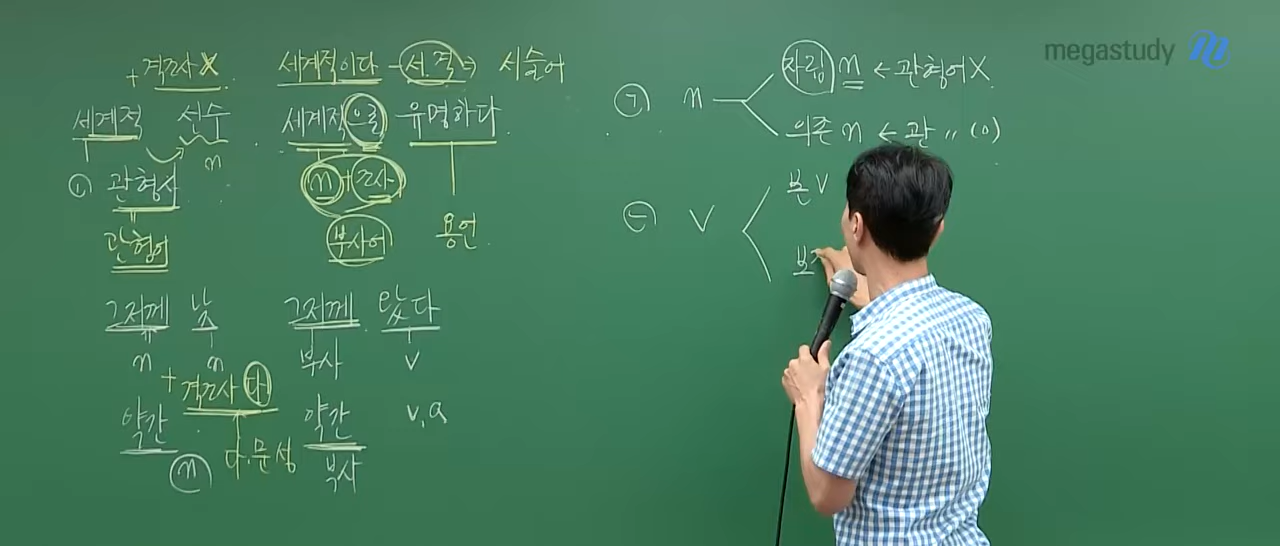 megastudy
+ 격조사 X.
세계적 선수
n
① 관형사
=
관형어
세계적이다 - 서.격 => 서술어
세계적으로 유명하다.
n + 조사
부사어 용언.
그저께 낮
n n
+ 격조사 다
약간
n 다.문성
그저께 왔다
부사 v
약간 v, a
부사
㉠ n
자립 n ← 관형어X
의존 n ← 관 〃 (o)
㉡ V
본 V
보